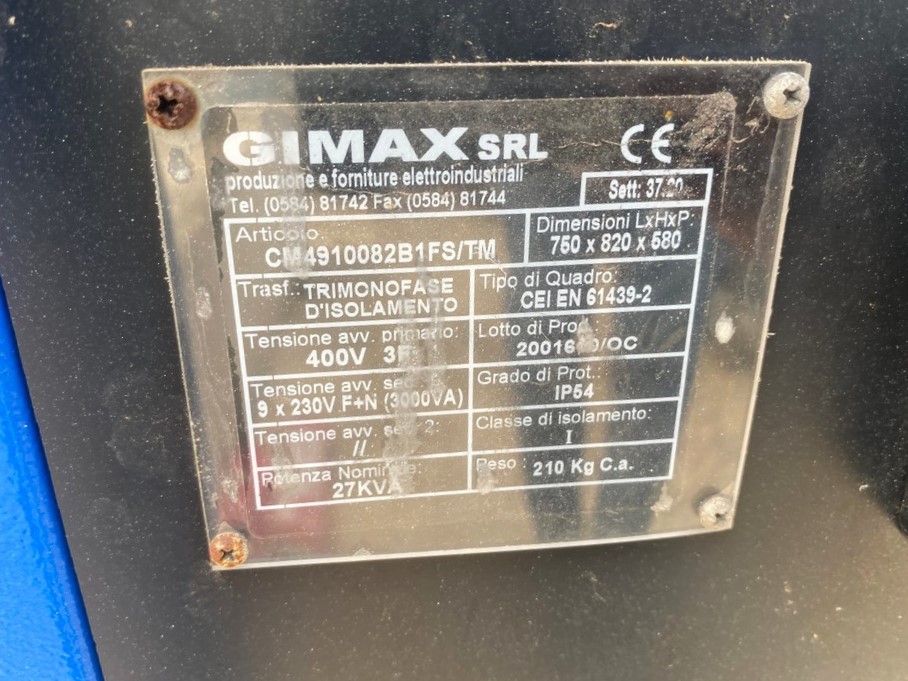 GIMAX SRL
CE
produzione e forniture elettroindustriali
Tel. (0584) 81742 Fax (0584) 81744
Sett: 37.20
Articolo:
CM4910082B1FS/TM
Dimensioni LxHxP:
750 x 820 x 580
Trasf.: TRIMONOFASE
D'ISOLAMENTO
Tipo di Quadro:
CEI EN 61439-2
Tensione avv. primario:
400V
Lotto di Prod
Tensione avv.
9 x 230V F+N (3000VA)
Grado di Prot.:
IP54
Tensione avv. 2:
//
Classe di isolamento:
I
Potenza Nominale:
27KVA
Peso : 210 Kg C.a.